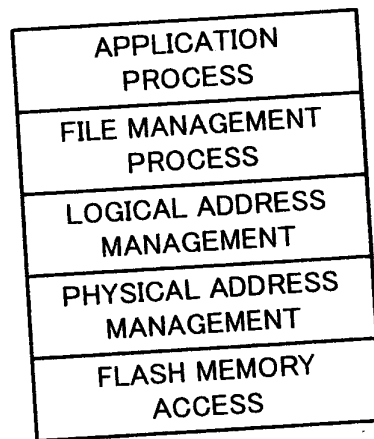 APPLICATION
PROCESS
FILE MANAGEMENT
PROCESS
LOGICAL ADDRESS
MANAGEMENT
PHYSICAL ADDRESS
MANAGEMENT
FLASH MEMORY
ACCESS